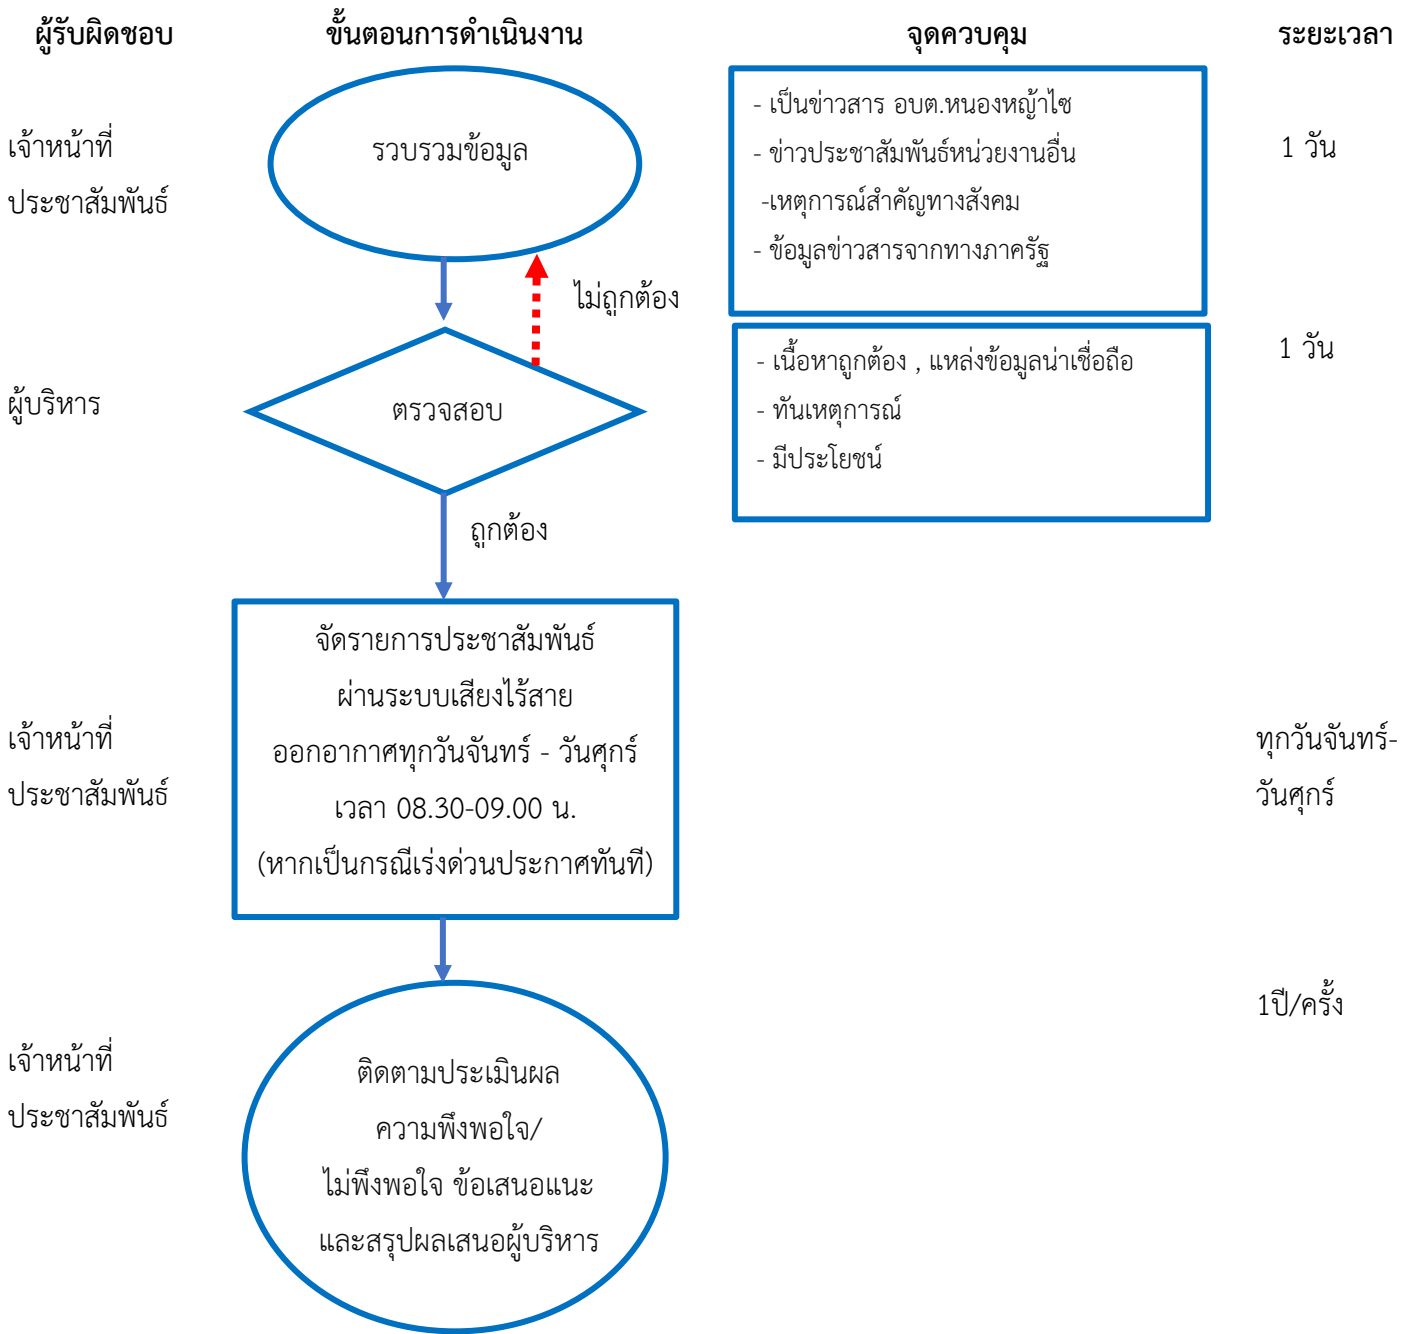 ผู้รับผิดชอบ ขั้นตอนการดำเนินงาน จุดควบคุม ระยะเวลา
เจ้าหน้าที่
ประชาสัมพันธ์
รวบรวมข้อมูล
- เป็นข่าวสาร อบต.หนองหญ้าไซ
- ข่าวประชาสัมพันธ์หน่วยงานอื่น
-เหตุการณ์สำคัญทางสังคม
- ข้อมูลข่าวสารจากทางภาครัฐ
1 วัน
ไม่ถูกต้อง
ผู้บริหาร
ตรวจสอบ
- เนื้อหาถูกต้อง , แหล่งข้อมูลน่าเชื่อถือ
- ทันเหตุการณ์
- มีประโยชน์
1 วัน
ถูกต้อง
เจ้าหน้าที่
ประชาสัมพันธ์
จัดรายการประชาสัมพันธ์
ผ่านระบบเสียงไร้สาย
ออกอากาศทุกวันจันทร์ - วันศุกร์
เวลา 08.30-09.00 น.
(หากเป็นกรณีเร่งด่วนประกาศทันที)
ทุกวันจันทร์-
วันศุกร์
เจ้าหน้าที่
ประชาสัมพันธ์
ติดตามประเมินผล
ความพึงพอใจ/
ไม่พึงพอใจ ข้อเสนอแนะ
และสรุปผลเสนอผู้บริหาร
1ปี/ครั้ง